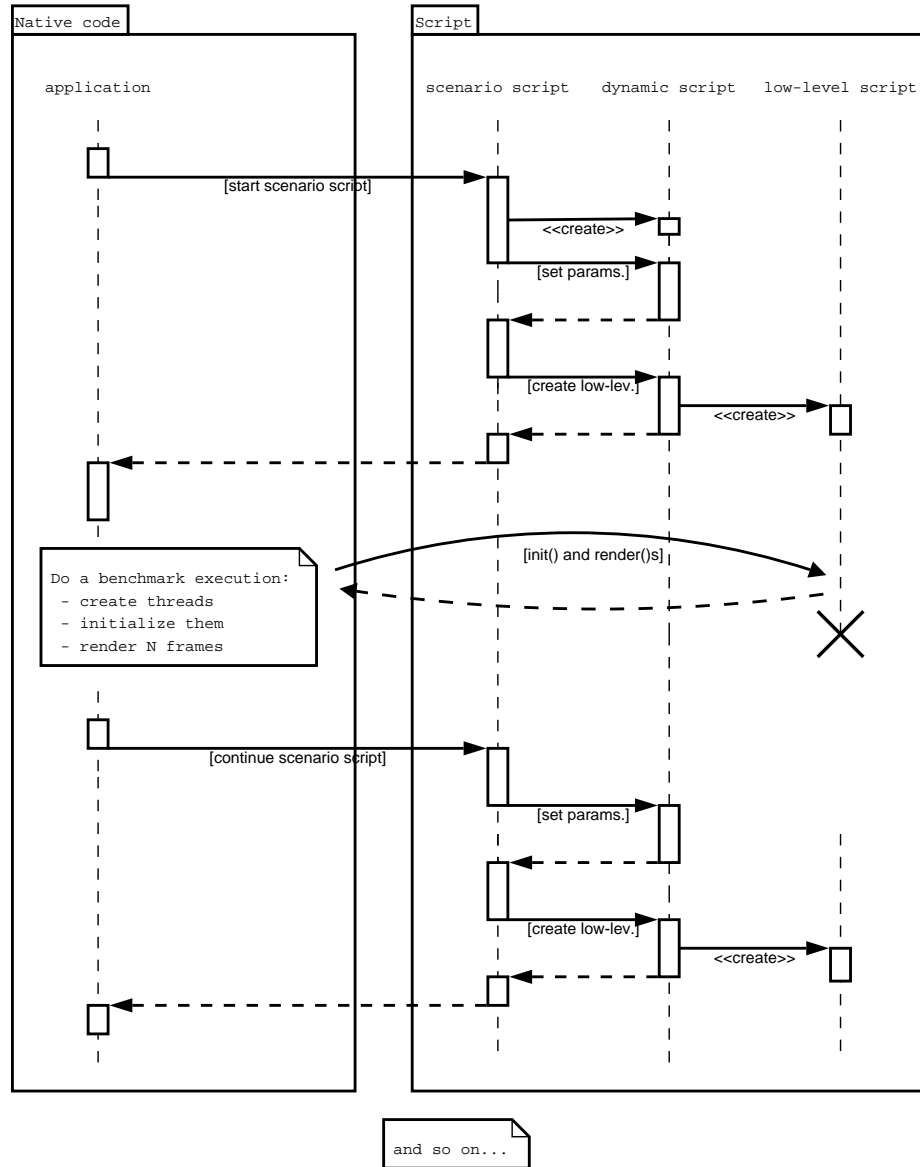 Native code
Script
application
scenario script
dynamic script
low-level script
[start scenario script]
<<create>>
[set params.]
[create low-lev.]
<<create>>
[init() and render()s]
Do a benchmark execution:
- create threads
- initialize them
- render N frames
[continue scenario script]
[set params.]
[create low-lev.]
<<create>>
and so on...